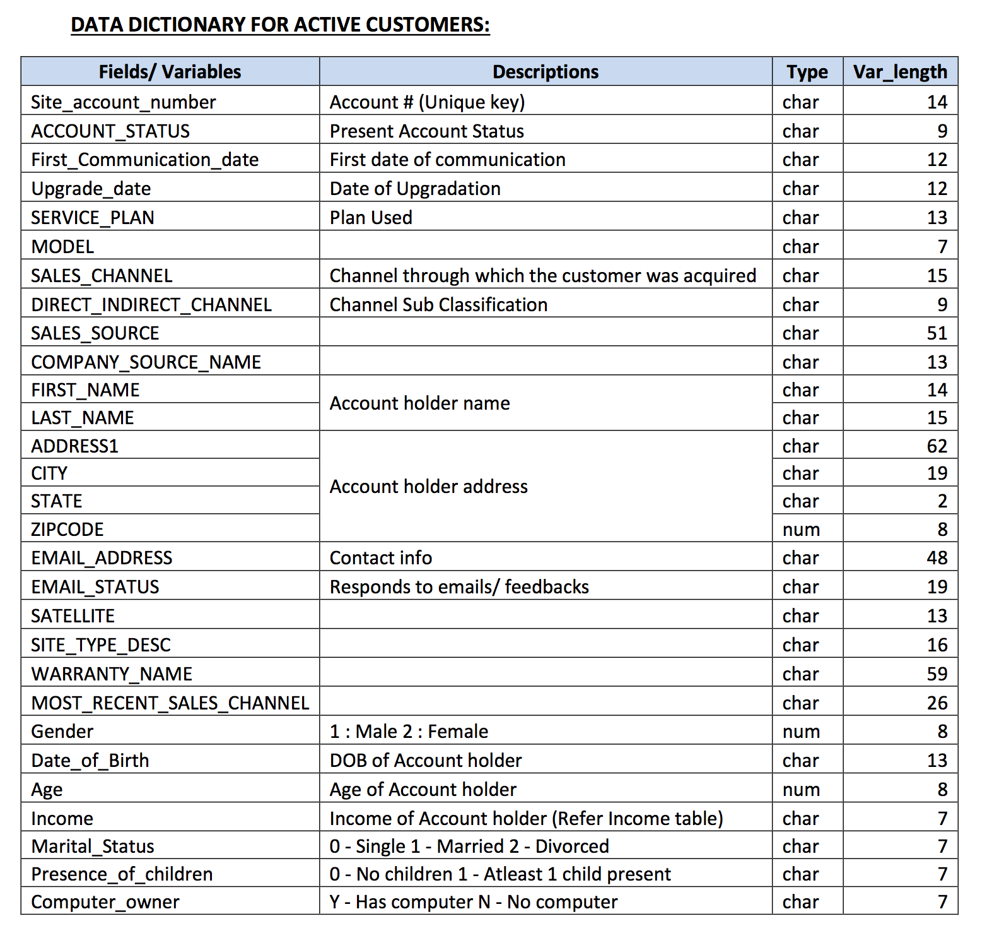 DATA DICTIONARY FOR ACTIVE CUSTOMERS:
Fields/ Variables Descriptions Type Var_length
Site_account_number Account # (Unique key) char 14
ACCOUNT_STATUS Present Account Status char 9
First_Communication_date First date of communication char 12
Upgrade_date Date of Upgradation char 12
SERVICE_PLAN Plan Used char 13
MODEL char 7
SALES_CHANNEL Channel through which the customer was acquired char 15
DIRECT_INDIRECT_CHANNEL Channel Sub Classification char 9
SALES_SOURCE char 51
COMPANY_SOURCE_NAME char 13
FIRST_NAME char 14
Account holder name
LAST_NAME char 15
ADDRESS1 char 62
CITY char 19
Account holder address
STATE char 2
ZIPCODE num 8
EMAIL_ADDRESS Contact info char 48
EMAIL_STATUS Responds to emails/ feedbacks char 19
SATELLITE char 13
SITE_TYPE_DESC char 16
WARRANTY_NAME char 59
MOST_RECENT_SALES_CHANNEL char 26
Gender 1 : Male 2 : Female num 8
Date_of_Birth DOB of Account holder char 13
Age Age of Account holder num 8
Income Income of Account holder (Refer Income table) char 7
Marital_Status 0 - Single 1 - Married 2 - Divorced char 7
Presence_of_children 0 - No children 1 - Atleast 1 child present char 7
Computer_owner Y - Has computer N - No computer char 7